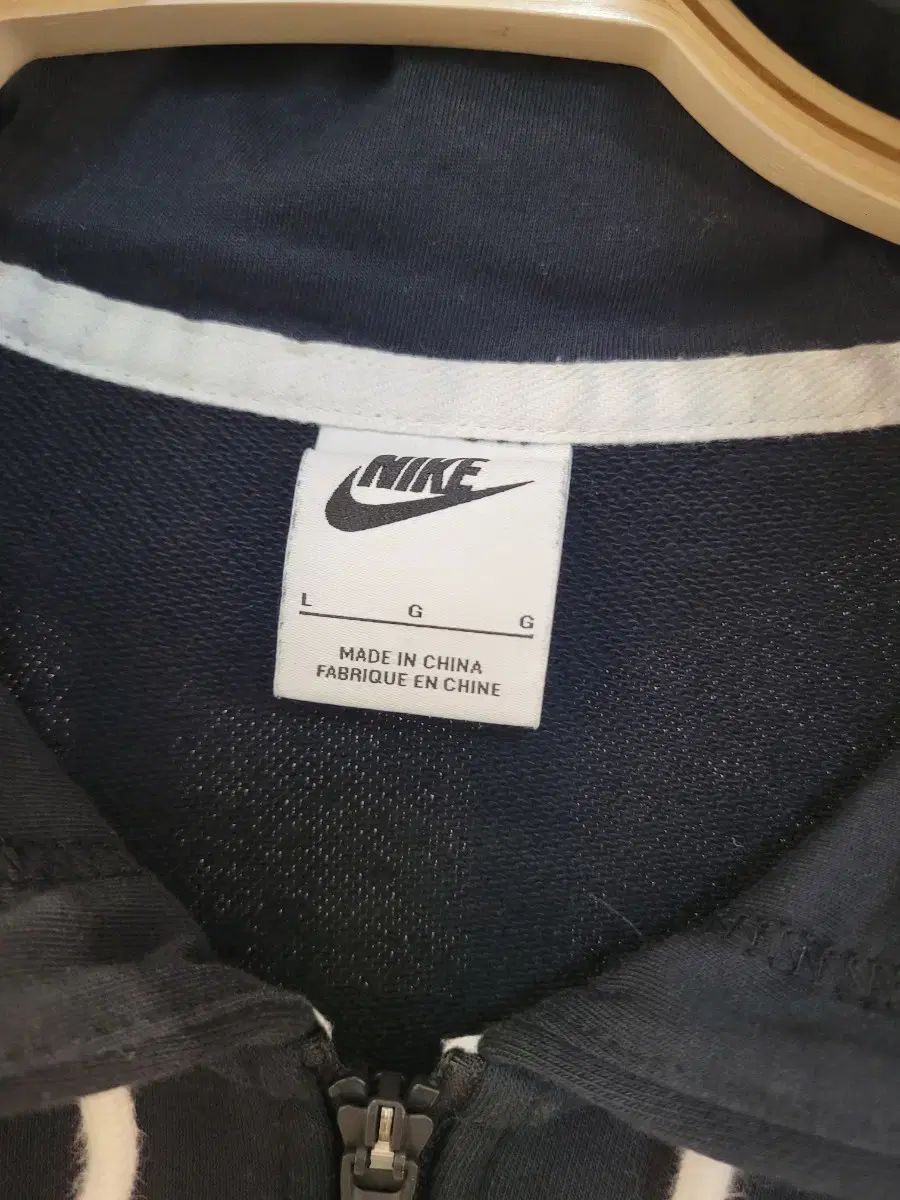 NIKE
L G G
MADE IN CHINA
FABRIQUE EN CHINE